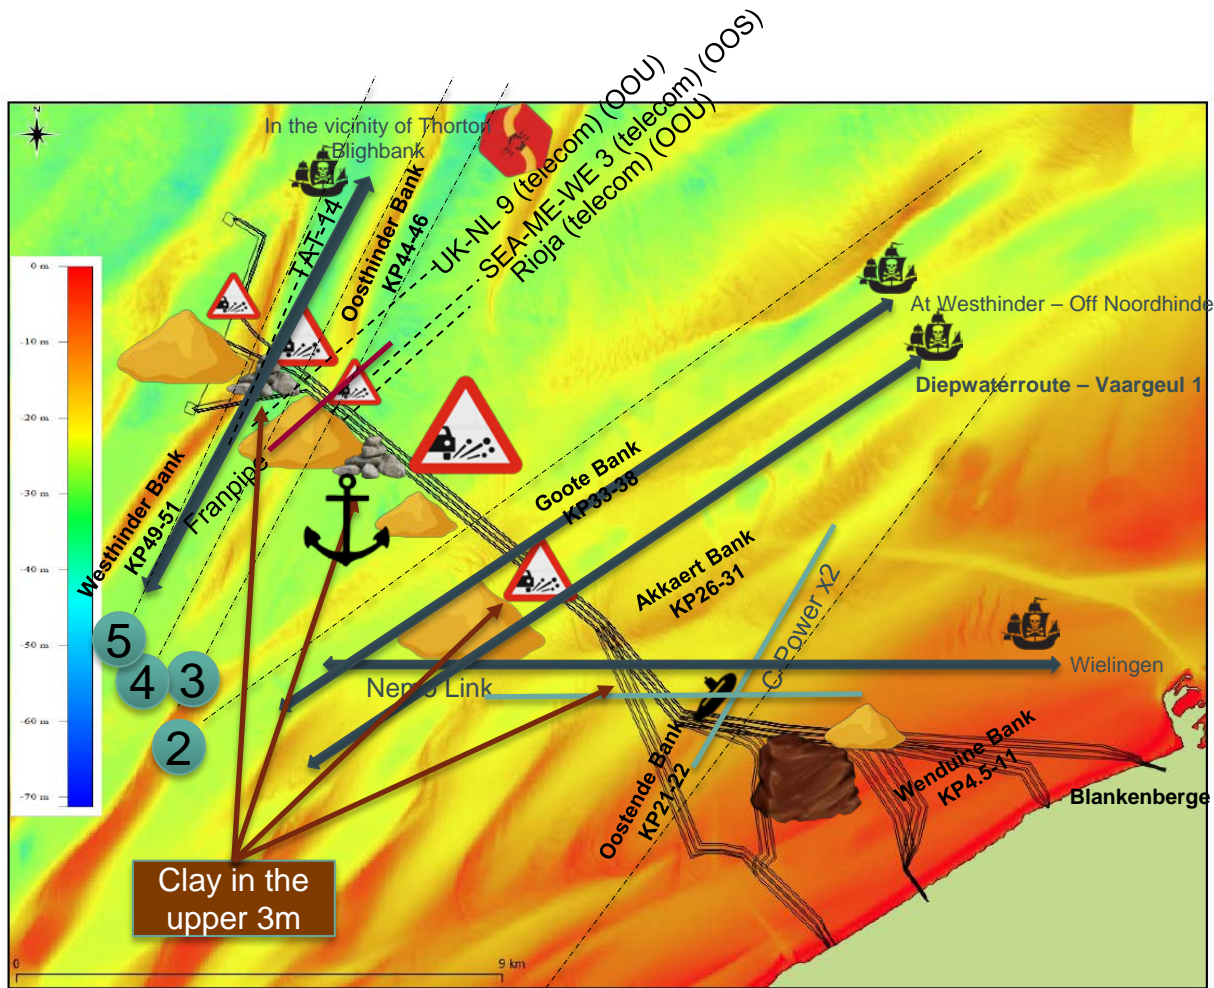 N
In the vicinity of Thorton
Blighbank
UK-NL 9 (telecom) (OOU)
SEA-ME-WE 3 (telecom) (OOS)
Rioja (telecom) (OOU)
TAT-14
Oosthinder Bank
KP44-46
0 m
-10 m
-20 m
-30 m
-40 m
-50 m
-60 m
-70 m
At Westhinder – Off Noordhinde
Diepwaterroute – Vaargeul 1
Westhinder Bank
KP49-51
Franpipe
Goote Bank
KP33-38
Akkaert Bank
KP26-31
C-Power x2
Wielingen
Nemo Link
5
4
3
2
Oostende Bank
KP21-22
Wenduine Bank
KP4.5-11
Blankenberge
Clay in the
upper 3m
0
9 km